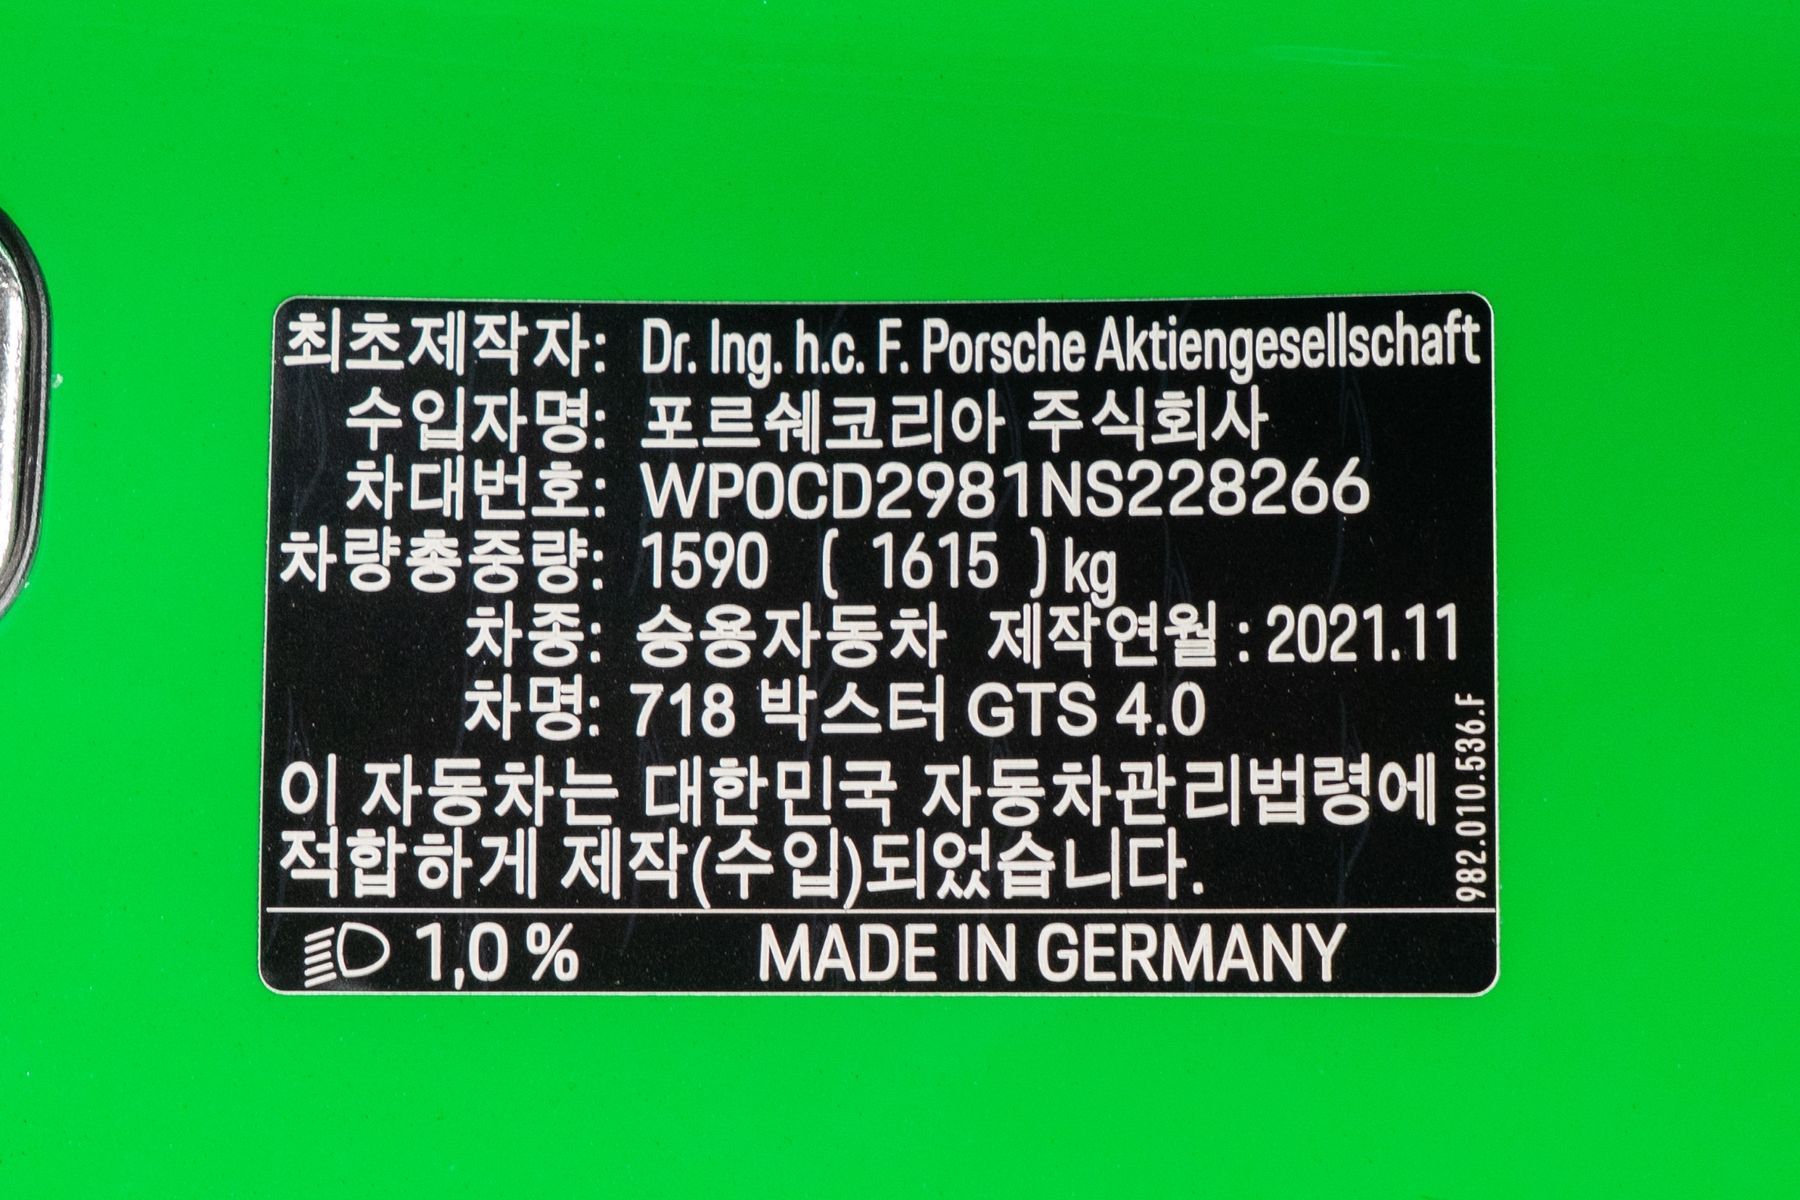 최초제작자: Dr. Ing. h.c. F. Porsche Aktiengesellschaft
수입자명: 포르쉐코리아 주식회사
차대번호: WP0CD2981NS228266
차량총중량: 1590 ( 1615 ) kg
차종: 승용자동차 제작연월 : 2021.11
차명: 718 박스터 GTS 4.0
이 자동차는 대한민국 자동차관리법령에
적합하게 제작(수입)되었습니다.
982.010.536.F
1,0 % MADE IN GERMANY